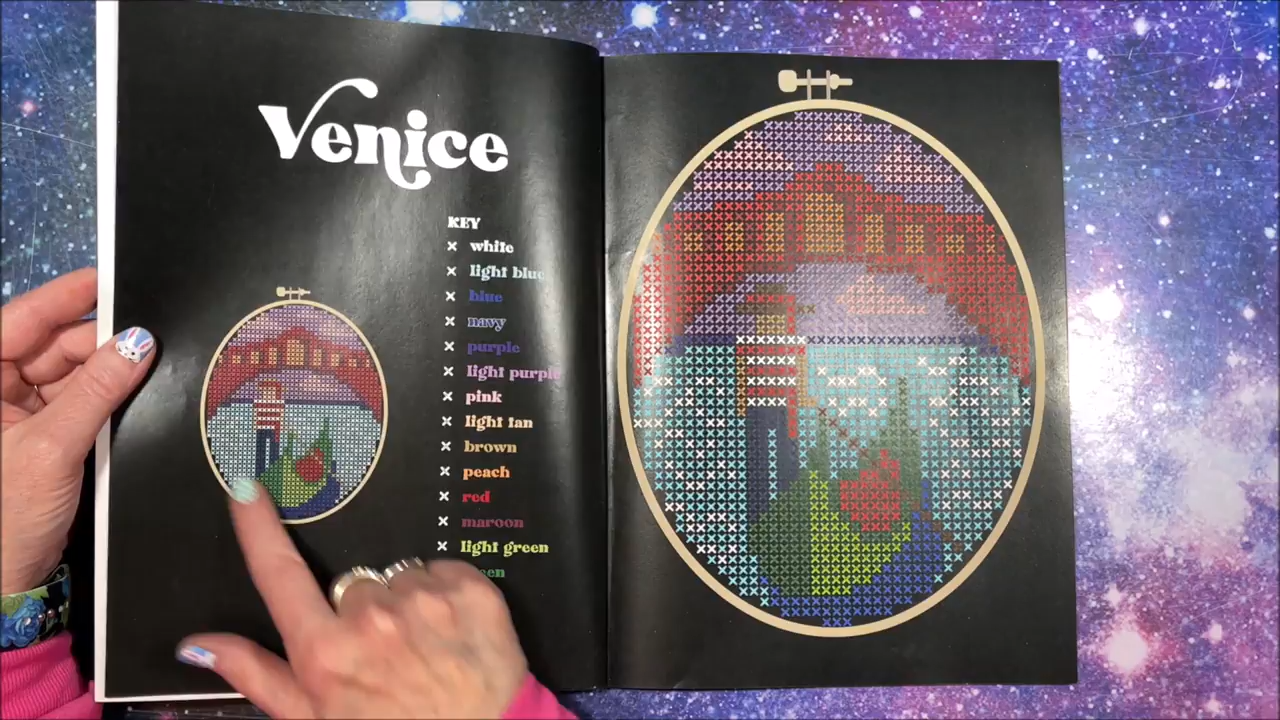 Venice
KEY
× white
× light blue
× blue
× navy
× purple
× light purple
× pink
× light tan
× brown
× peach
× red
× maroon
× light green